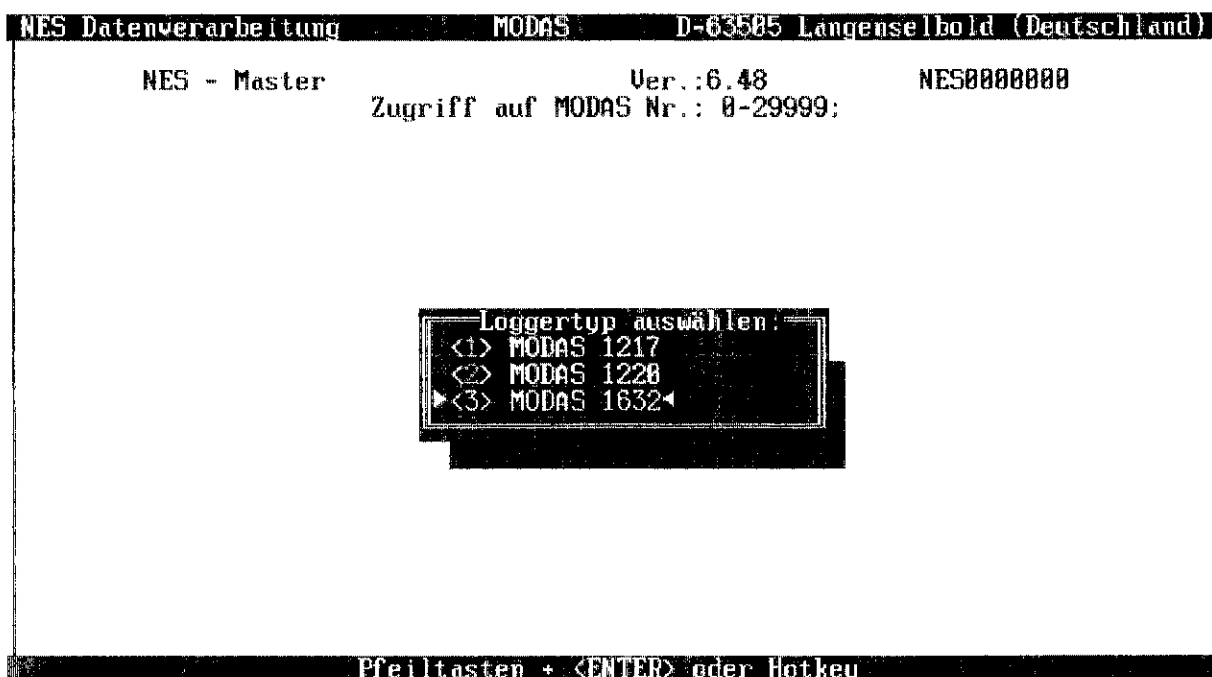 NES Datenverarbeitung MODAS D-63505 Langenselbold (Deutschland)
NES - Master Ver.:6.48 NES0000000
Zugriff auf MODAS Nr.: 0-29999;
Loggertyp auswählen:
<1> MODAS 1217
<2> MODAS 1220
►<3> MODAS 1632◄
Pfeiltasten + <ENTER> oder Hotkey